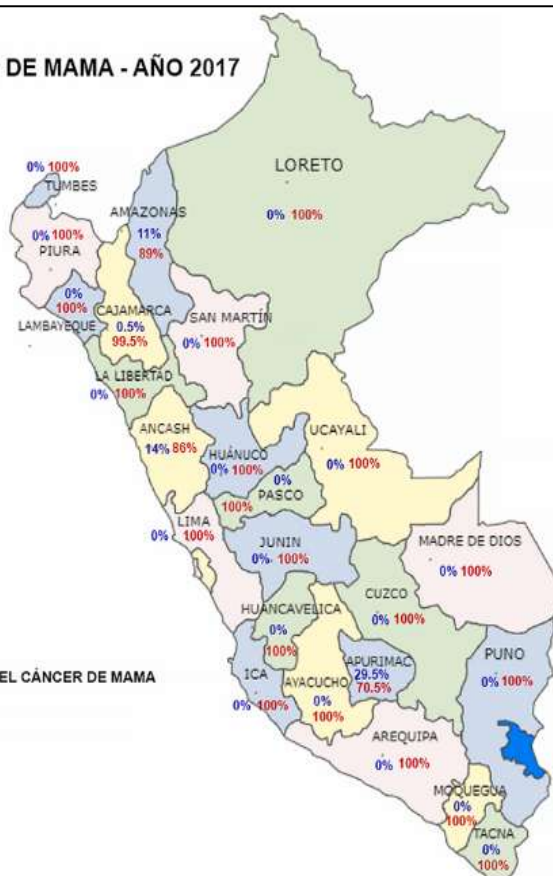 DE MAMA - AÑO 2017
LORETO
0% 100%
0% 100%
TUMBES
AMAZONAS
11%
89%
0% 100%
PIURA
0%
100%
LAMBAYEQUE
CAJAMARCA
0.5%
99.5%
SAN MARTÍN
0% 100%
LA LIBERTAD
0% 100%
ANCASH
14% 86%
HUÁNUCO
0% 100%
UCAYALI
0% 100%
0%
PASCO
100%
LIMA
0% 100%
JUNIN
0% 100%
MADRE DE DIOS
0% 100%
CUZCO
0% 100%
HUANCAVELICA
0%
100%
EL CÁNCER DE MAMA
ICA
0% 100%
AYACUCHO
0%
100%
APURIMAC
29.5%
70.5%
PUNO
0% 100%
AREQUIPA
0% 100%
MOQUEGUA
0%
100%
TACNA
0%
100%